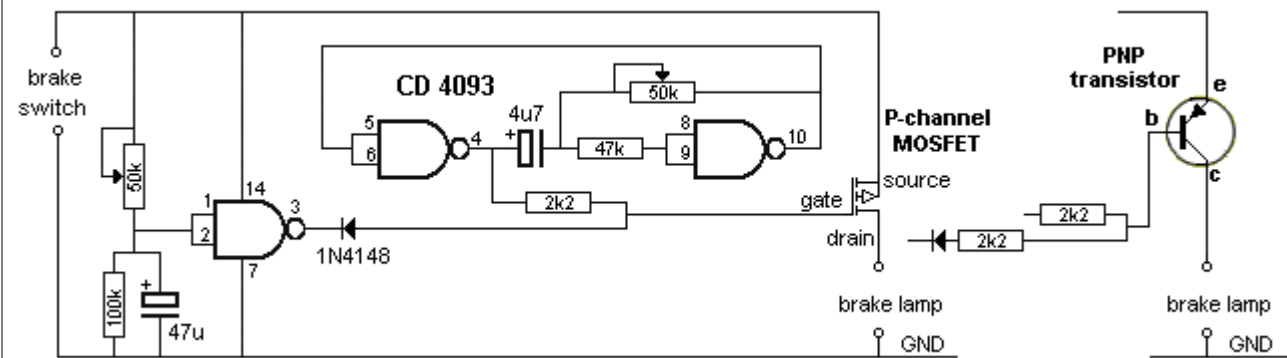 brake
switch
50k
100k
+
47u
1
2
14
3
7
1N4148
CD 4093
5
6
4
4u7
+
50k
47k
8
9
10
2k2
P-channel
MOSFET
source
gate
drain
brake lamp
GND
PNP
transistor
e
b
c
2k2
2k2
brake lamp
GND